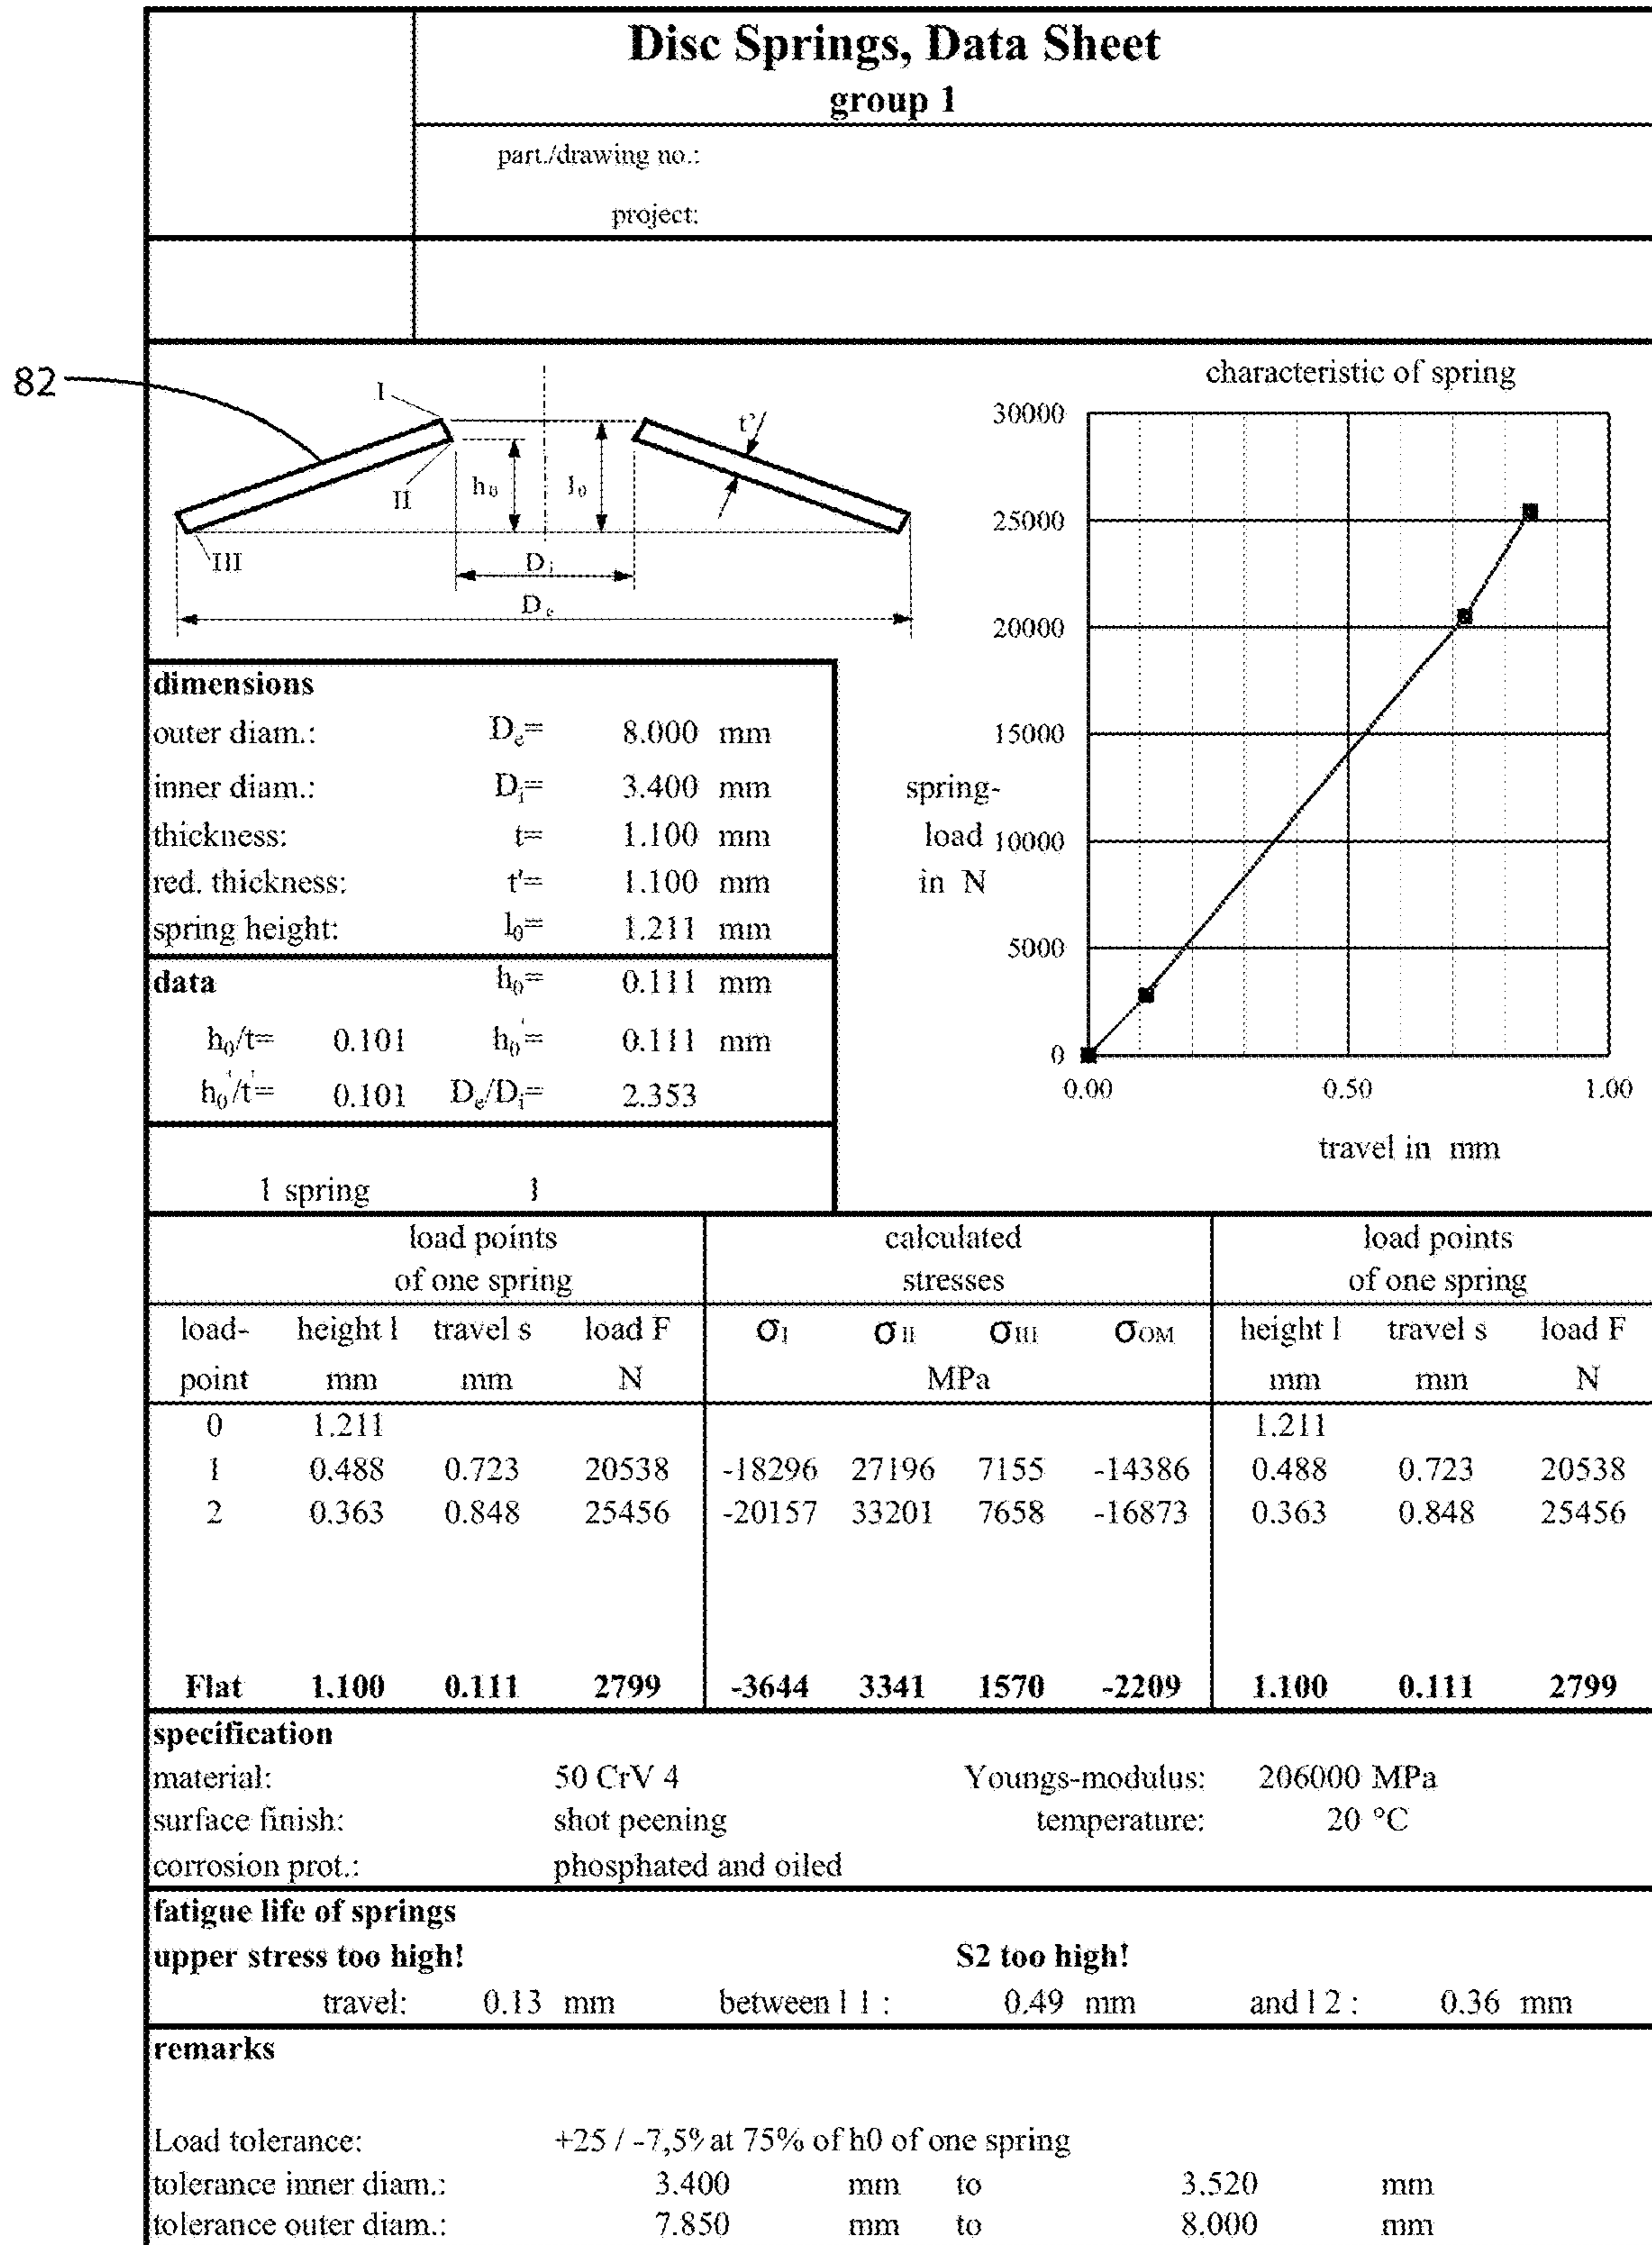 Disc Springs, Data Sheet
group 1
part./drawing no.:
project:
82
I
II
III
h₀
l₀
t'
Dᵢ
Dₑ
characteristic of spring
30000
25000
20000
15000
10000
5000
0
0.00 0.50 1.00
spring-
load
in N
travel in mm
dimensions
outer diam.: Dₑ= 8.000 mm
inner diam.: Dᵢ= 3.400 mm
thickness: t= 1.100 mm
red. thickness: t'= 1.100 mm
spring height: l₀= 1.211 mm
data h₀= 0.111 mm
h₀/t= 0.101 h₀'= 0.111 mm
h₀'/t'= 0.101 Dₑ/Dᵢ= 2.353
1 spring 1
load points calculated load points
of one spring stresses of one spring
load- height l travel s load F σI σII σIII σOM height l travel s load F
point mm mm N MPa mm mm N
0 1.211 1.211
1 0.488 0.723 20538 -18296 27196 7155 -14386 0.488 0.723 20538
2 0.363 0.848 25456 -20157 33201 7658 -16873 0.363 0.848 25456
Flat 1.100 0.111 2799 -3644 3341 1570 -2209 1.100 0.111 2799
specification
material: 50 CrV 4 Youngs-modulus: 206000 MPa
surface finish: shot peening temperature: 20 °C
corrosion prot.: phosphated and oiled
fatigue life of springs
upper stress too high! S2 too high!
travel: 0.13 mm between l 1 : 0.49 mm and l 2 : 0.36 mm
remarks
Load tolerance: +25 / -7,5% at 75% of h0 of one spring
tolerance inner diam.: 3.400 mm to 3.520 mm
tolerance outer diam.: 7.850 mm to 8.000 mm